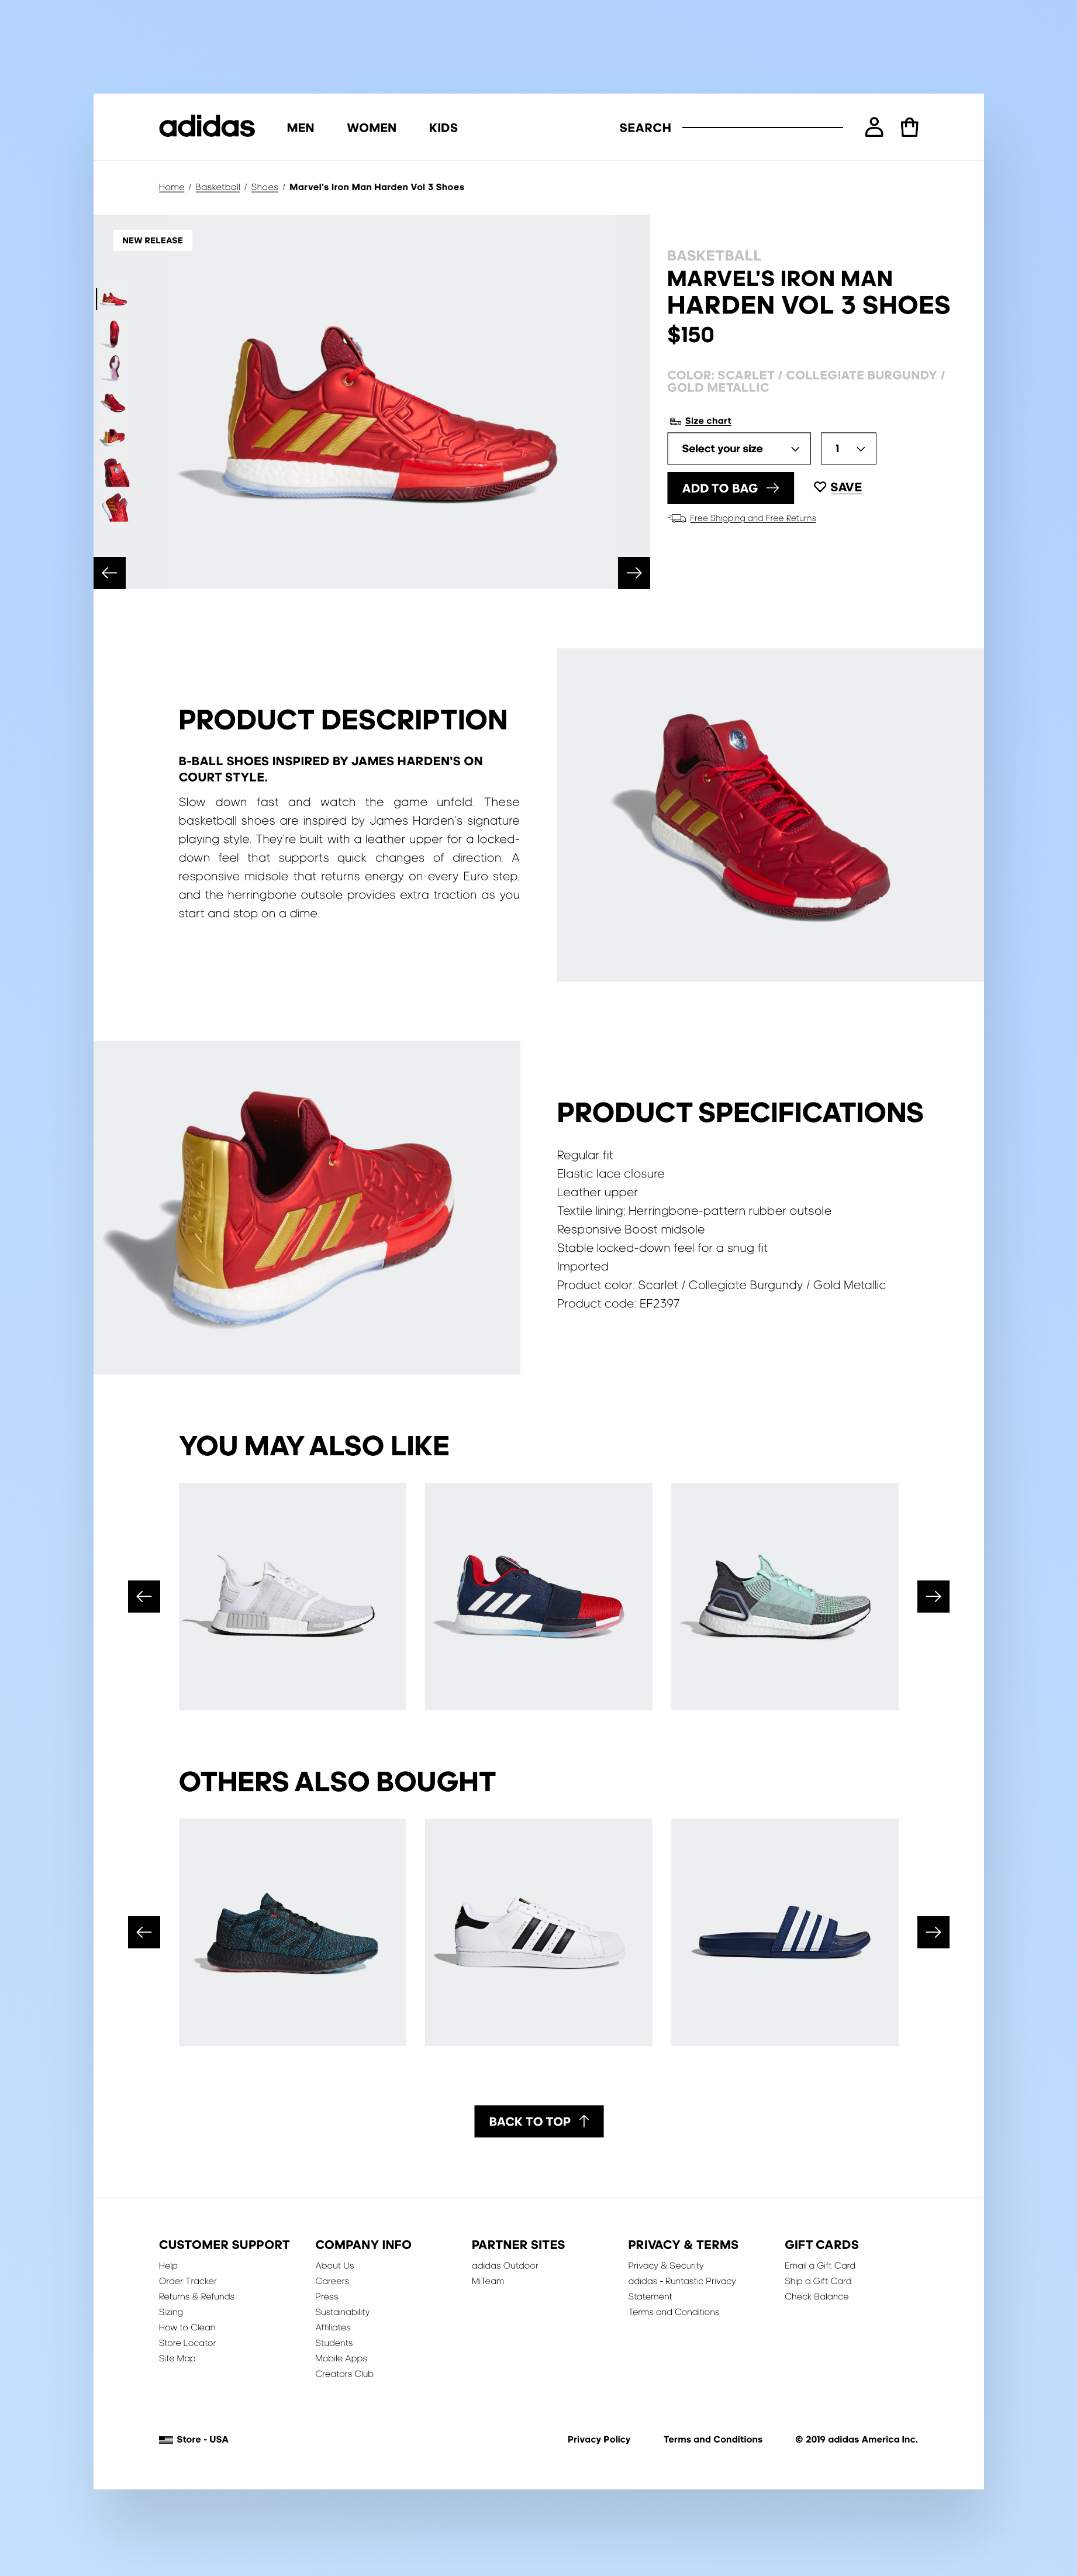 adidas MEN WOMEN KIDS SEARCH
Home / Basketball / Shoes / Marvel's Iron Man Harden Vol 3 Shoes
NEW RELEASE
BASKETBALL
MARVEL'S IRON MAN
HARDEN VOL 3 SHOES
$150
COLOR: SCARLET / COLLEGIATE BURGUNDY /
GOLD METALLIC
Size chart
Select your size 1
ADD TO BAG SAVE
Free Shipping and Free Returns
PRODUCT DESCRIPTION
B-BALL SHOES INSPIRED BY JAMES HARDEN'S ON
COURT STYLE.
Slow down fast and watch the game unfold. These
basketball shoes are inspired by James Harden's signature
playing style. They're built with a leather upper for a locked-
down feel that supports quick changes of direction. A
responsive midsole that returns energy on every Euro step,
and the herringbone outsole provides extra traction as you
start and stop on a dime.
PRODUCT SPECIFICATIONS
Regular fit
Elastic lace closure
Leather upper
Textile lining; Herringbone-pattern rubber outsole
Responsive Boost midsole
Stable locked-down feel for a snug fit
Imported
Product color: Scarlet / Collegiate Burgundy / Gold Metallic
Product code: EF2397
YOU MAY ALSO LIKE
OTHERS ALSO BOUGHT
BACK TO TOP
CUSTOMER SUPPORT
Help
Order Tracker
Returns & Refunds
Sizing
How to Clean
Store Locator
Site Map
COMPANY INFO
About Us
Careers
Press
Sustainability
Affiliates
Students
Mobile Apps
Creators Club
PARTNER SITES
adidas Outdoor
MiTeam
PRIVACY & TERMS
Privacy & Security
adidas - Runtastic Privacy
Statement
Terms and Conditions
GIFT CARDS
Email a Gift Card
Ship a Gift Card
Check Balance
Store - USA Privacy Policy Terms and Conditions © 2019 adidas America Inc.